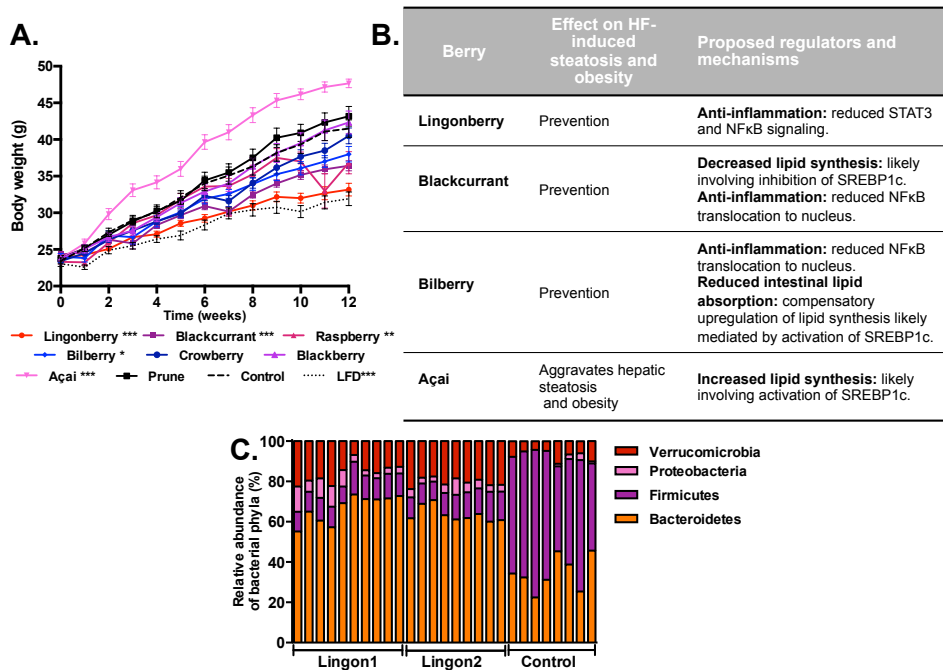 A.
Body weight (g)
50
45
40
35
30
25
20
0 2 4 6 8 10 12
Time (weeks)
Lingonberry *** Blackcurrant *** Raspberry **
Bilberry * Crowberry Blackberry
Açai *** Prune Control LFD***
B.
Berry
Effect on HF-
induced
steatosis and
obesity
Proposed regulators and
mechanisms
Lingonberry
Prevention
Anti-inflammation: reduced STAT3
and NFκB signaling.
Blackcurrant
Prevention
Decreased lipid synthesis: likely
involving inhibition of SREBP1c.
Anti-inflammation: reduced NFκB
translocation to nucleus.
Bilberry
Prevention
Anti-inflammation: reduced NFκB
translocation to nucleus.
Reduced intestinal lipid
absorption: compensatory
upregulation of lipid synthesis likely
mediated by activation of SREBP1c.
Açai
Aggravates hepatic
steatosis
and obesity
Increased lipid synthesis: likely
involving activation of SREBP1c.
C.
Relative abundance
of bacterial phyla (%)
100
80
60
40
20
0
Lingon1 Lingon2 Control
Verrucomicrobia
Proteobacteria
Firmicutes
Bacteroidetes